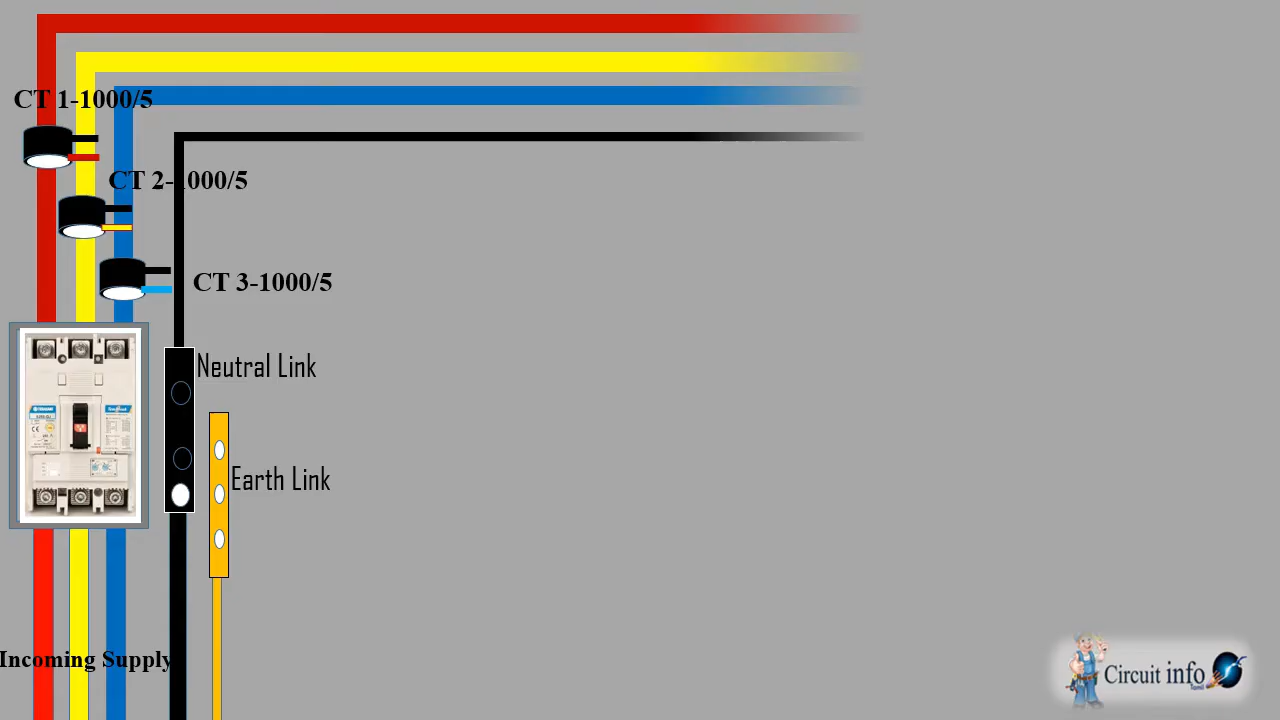 CT 1-1000/5
CT 2-1000/5
CT 3-1000/5
Neutral Link
Earth Link
Incoming Supply
Circuit info
Tamil